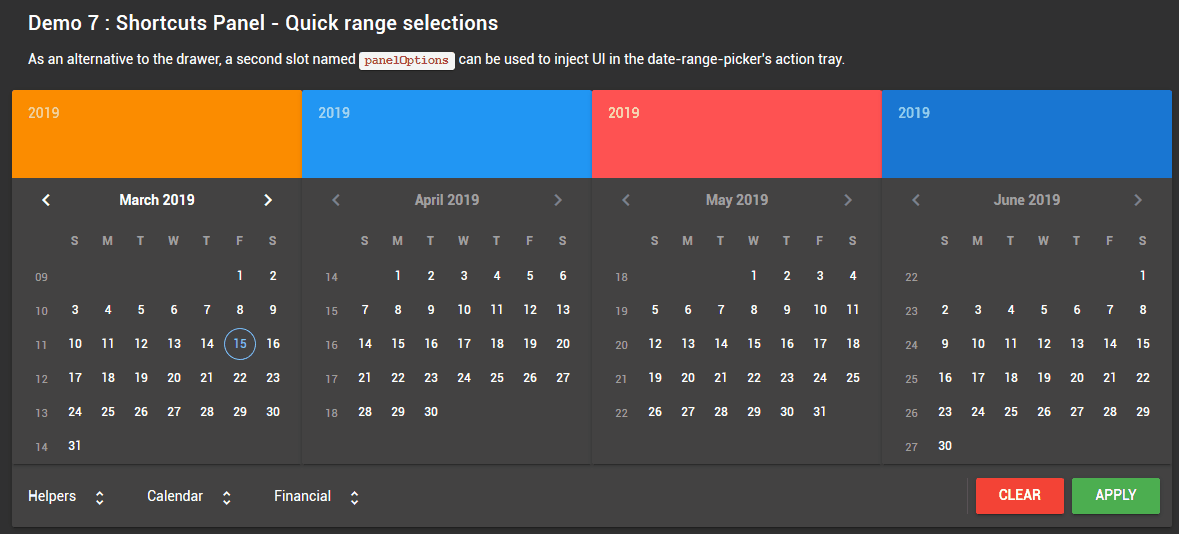 Demo 7 : Shortcuts Panel - Quick range selections
As an alternative to the drawer, a second slot named panelOptions can be used to inject UI in the date-range-picker's action tray.
2019 2019 2019 2019
March 2019 April 2019 May 2019 June 2019
S M T W T F S S M T W T F S S M T W T F S S M T W T F S
09 1 2 14 1 2 3 4 5 6 18 1 2 3 4 22 1
10 3 4 5 6 7 8 9 15 7 8 9 10 11 12 13 19 5 6 7 8 9 10 11 23 2 3 4 5 6 7 8
11 10 11 12 13 14 15 16 16 14 15 16 17 18 19 20 20 12 13 14 15 16 17 18 24 9 10 11 12 13 14 15
12 17 18 19 20 21 22 23 17 21 22 23 24 25 26 27 21 19 20 21 22 23 24 25 25 16 17 18 19 20 21 22
13 24 25 26 27 28 29 30 18 28 29 30 22 26 27 28 29 30 31 26 23 24 25 26 27 28 29
14 31 27 30
Helpers Calendar Financial CLEAR APPLY